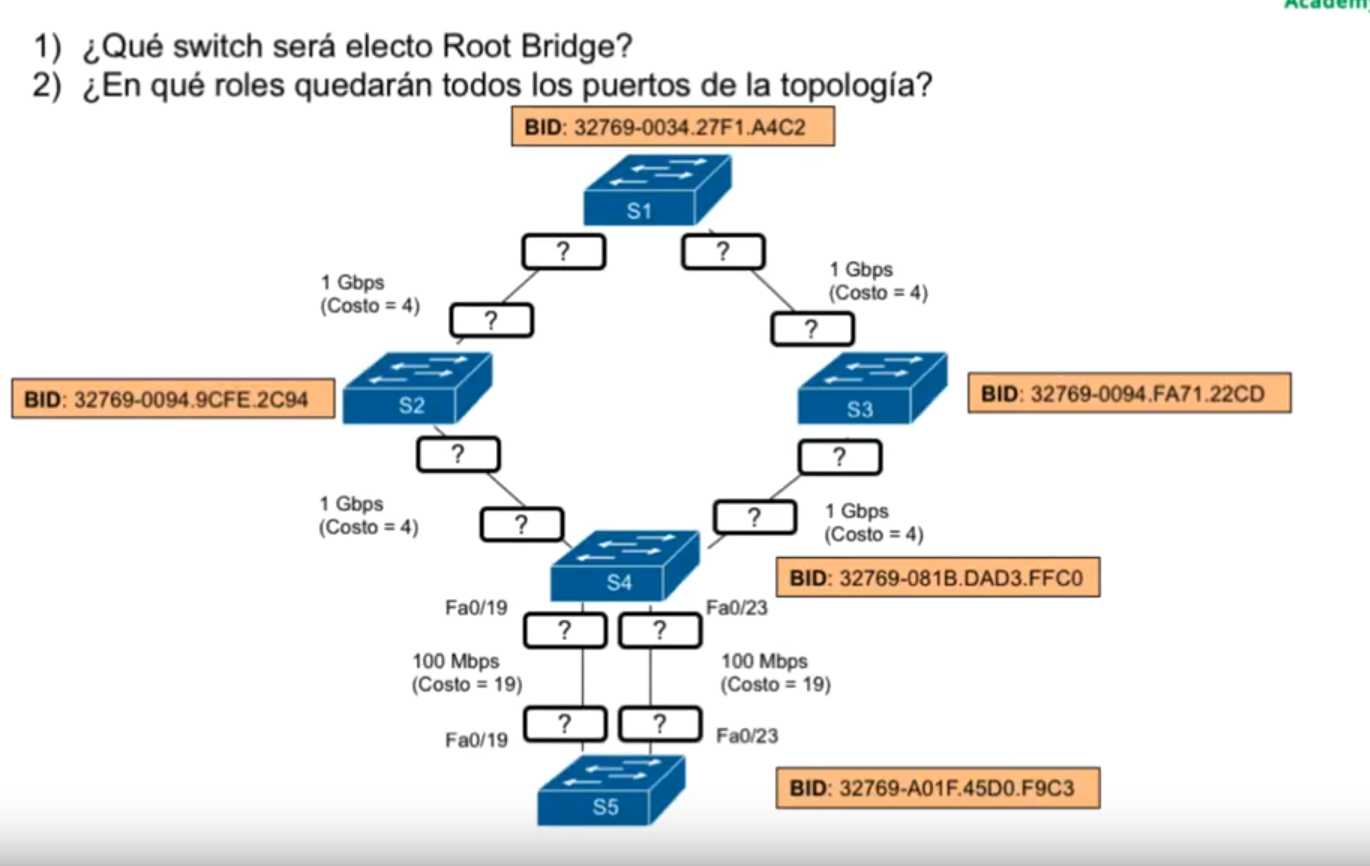 Academy
1) ¿Qué switch será electo Root Bridge?
2) ¿En qué roles quedarán todos los puertos de la topología?
BID: 32769-0034.27F1.A4C2
S1
?
?
1 Gbps
(Costo = 4)
1 Gbps
(Costo = 4)
?
?
BID: 32769-0094.9CFE.2C94
S2
S3
BID: 32769-0094.FA71.22CD
?
?
1 Gbps
(Costo = 4)
?
?
1 Gbps
(Costo = 4)
S4
BID: 32769-081B.DAD3.FFC0
Fa0/19
?
?
Fa0/23
100 Mbps
(Costo = 19)
100 Mbps
(Costo = 19)
Fa0/19
?
?
Fa0/23
S5
BID: 32769-A01F.45D0.F9C3